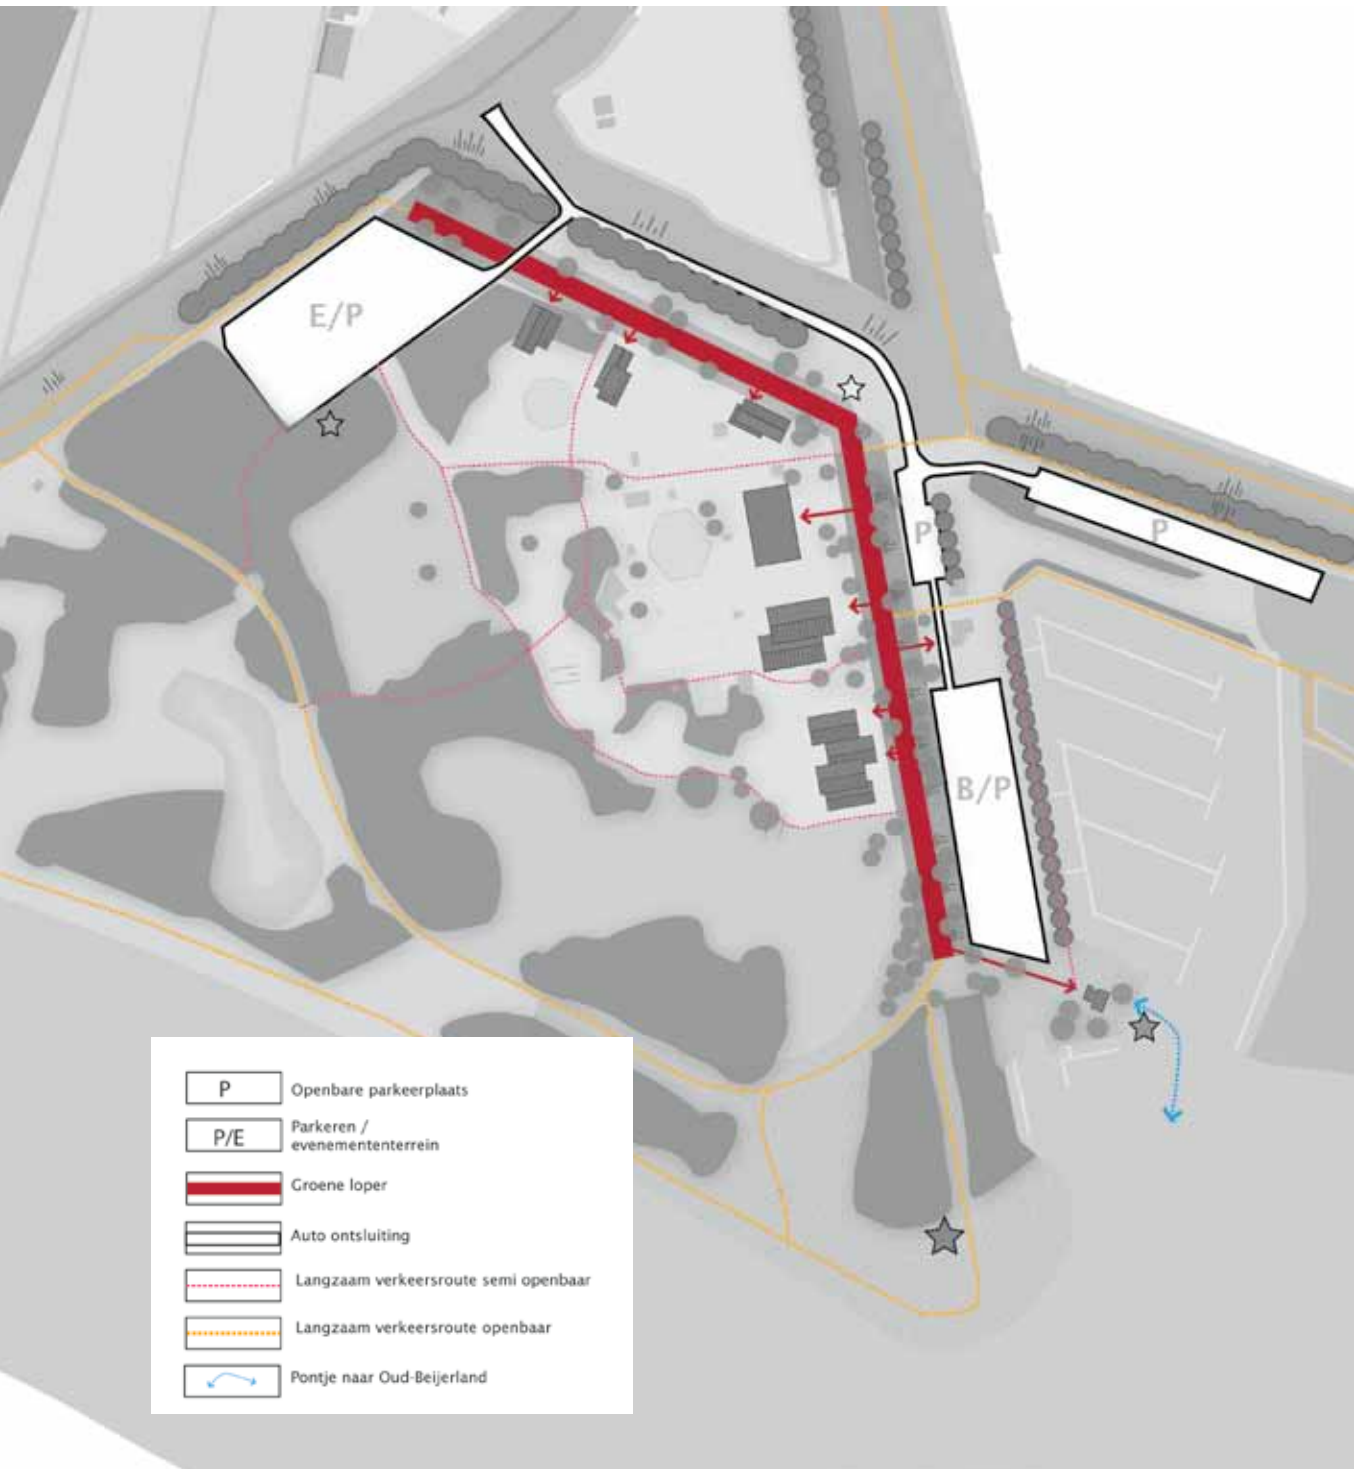 E/P
P
P
B/P
P
Openbare parkeerplaats
P/E
Parkeren /
evenemententerrein
Groene loper
Auto ontsluiting
Langzaam verkeersroute semi openbaar
Langzaam verkeersroute openbaar
Pontje naar Oud-Beijerland